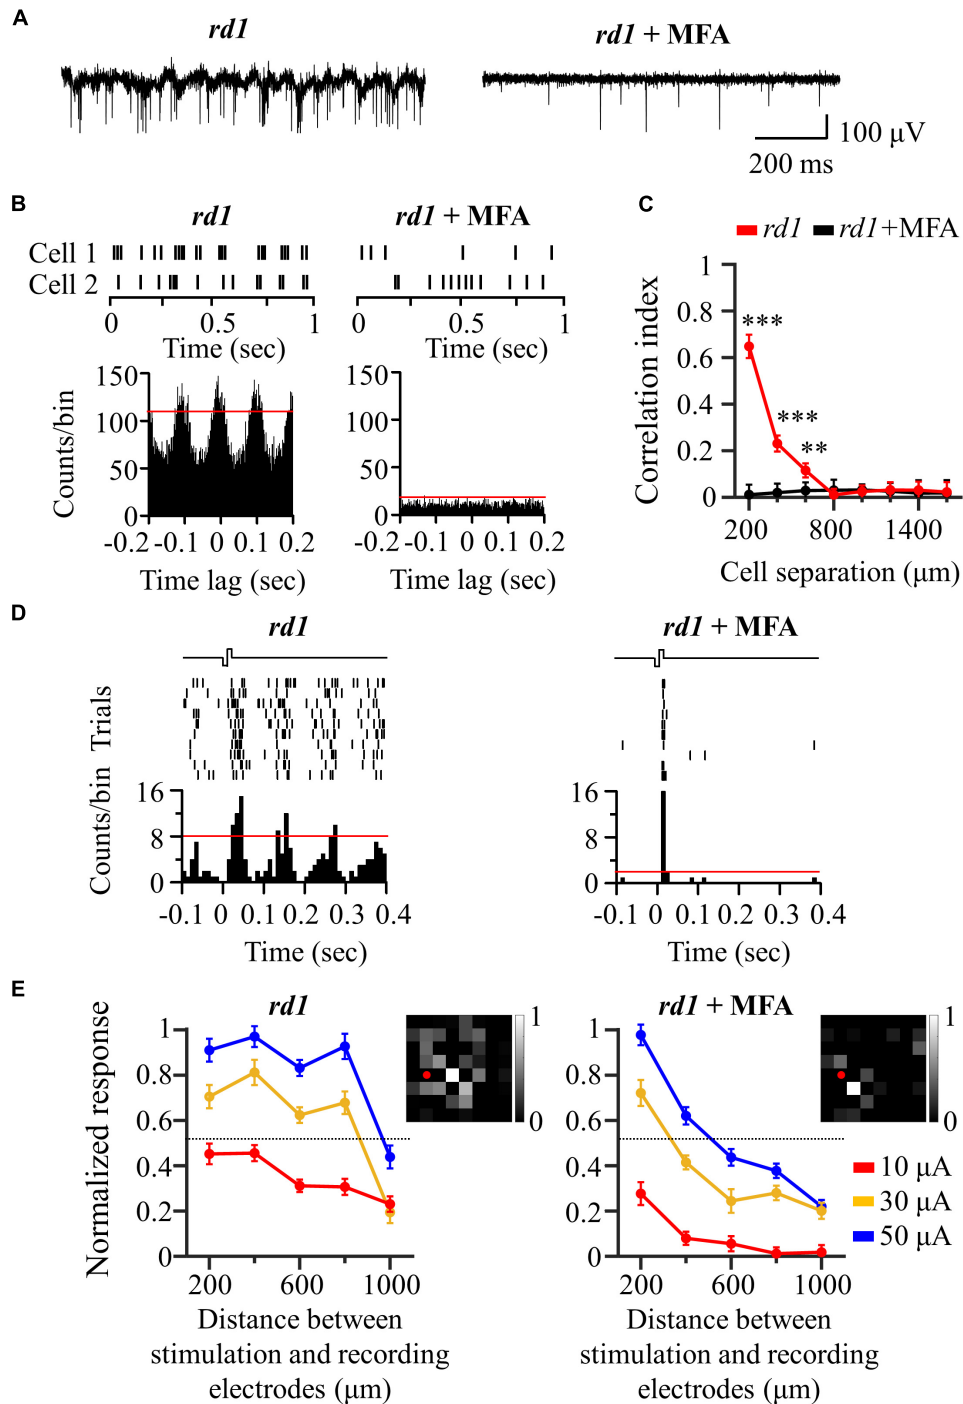 A
rd1
rd1 + MFA
100 µV
200 ms
B
rd1
rd1 + MFA
Cell 1
Cell 2
0 0.5 1
Time (sec)
0 0.5 1
Time (sec)
150
100
50
0
Counts/bin
-0.2 -0.1 0 0.1 0.2
Time lag (sec)
150
100
50
0
-0.2 -0.1 0 0.1 0.2
Time lag (sec)
C
rd1 rd1+MFA
Correlation index
1
0.8
0.6
0.4
0.2
0
***
***
**
200 800 1400
Cell separation (µm)
D
rd1
rd1 + MFA
Trials
Counts/bin
16
8
0
-0.1 0 0.1 0.2 0.3 0.4
Time (sec)
16
8
0
-0.1 0 0.1 0.2 0.3 0.4
Time (sec)
E
rd1
Normalized response
1
0.8
0.6
0.4
0.2
0
1
0
200 600 1000
Distance between
stimulation and recording
electrodes (µm)
rd1 + MFA
1
0.8
0.6
0.4
0.2
0
1
0
10 µA
30 µA
50 µA
200 600 1000
Distance between
stimulation and recording
electrodes (µm)